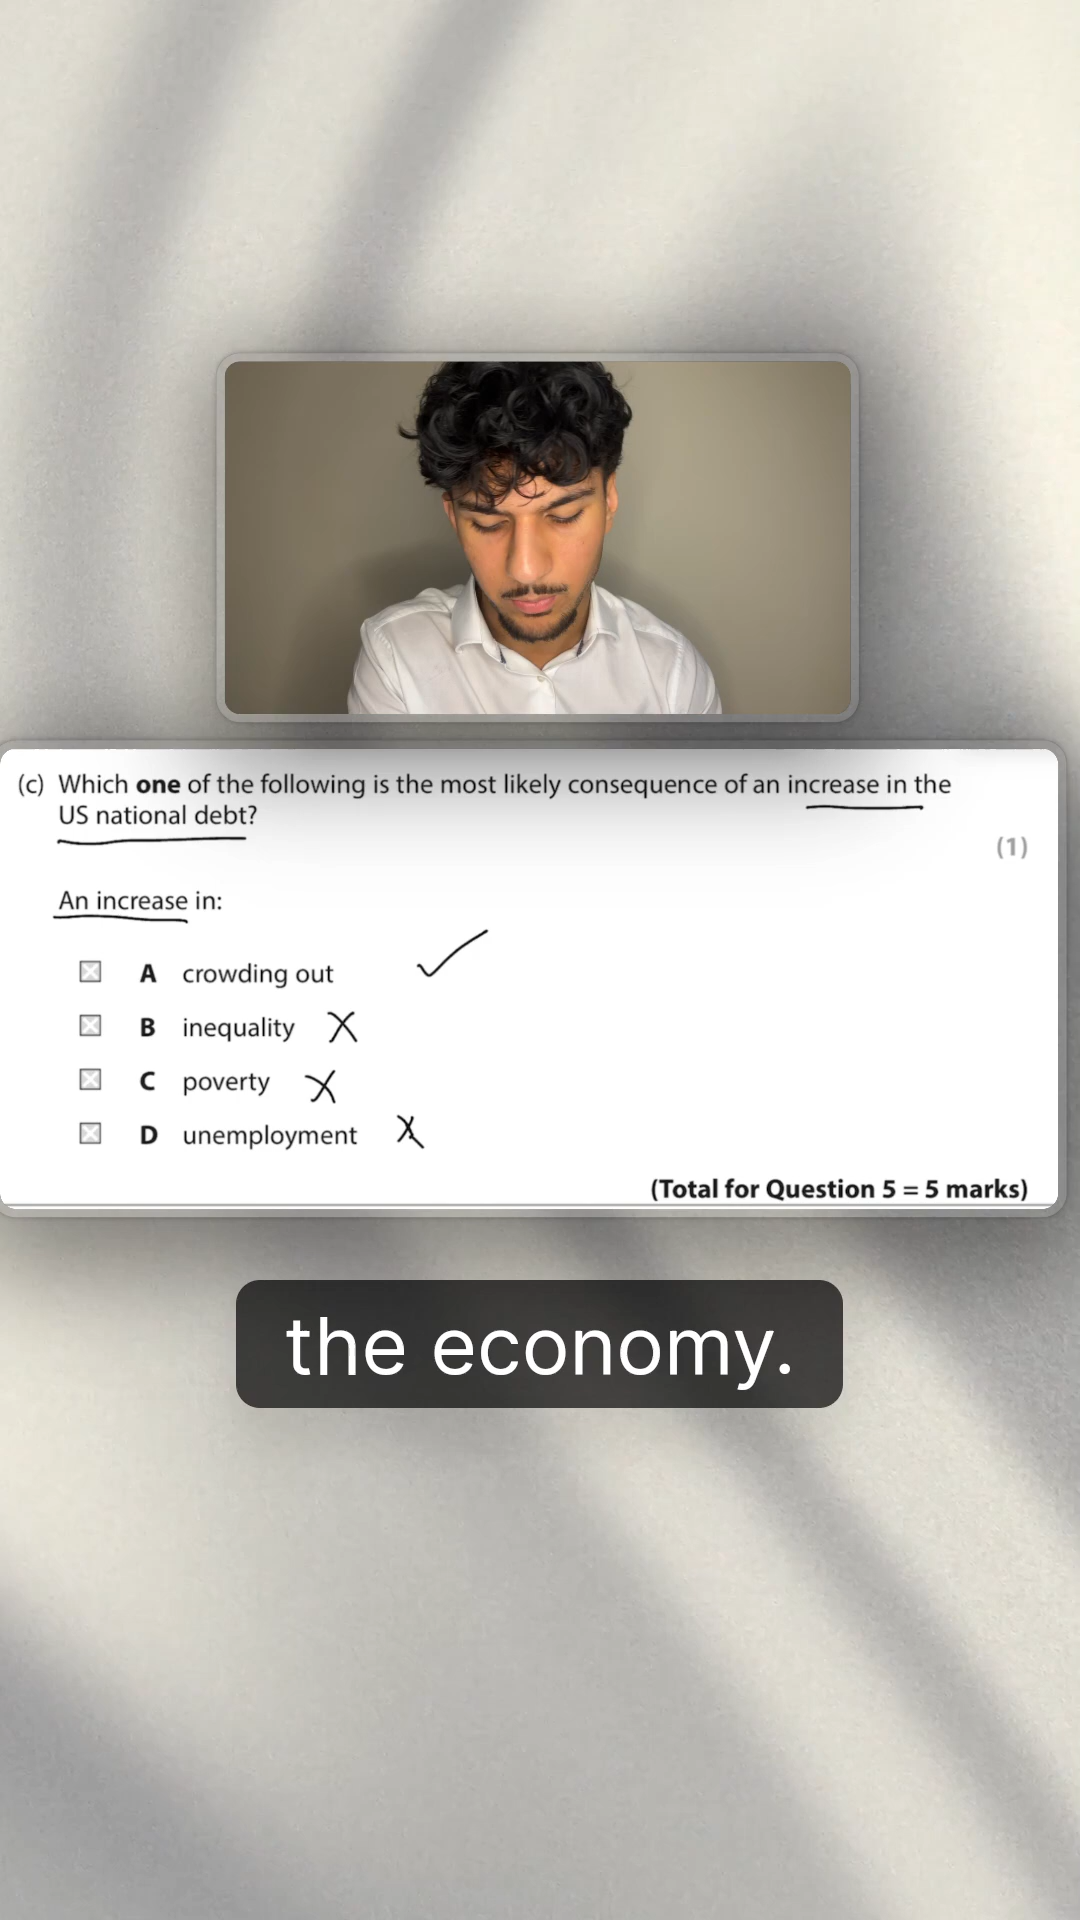 (c) Which one of the following is the most likely consequence of an increase in the
US national debt?
(1)
An increase in:
A crowding out
B inequality
C poverty
D unemployment
(Total for Question 5 = 5 marks)
the economy.